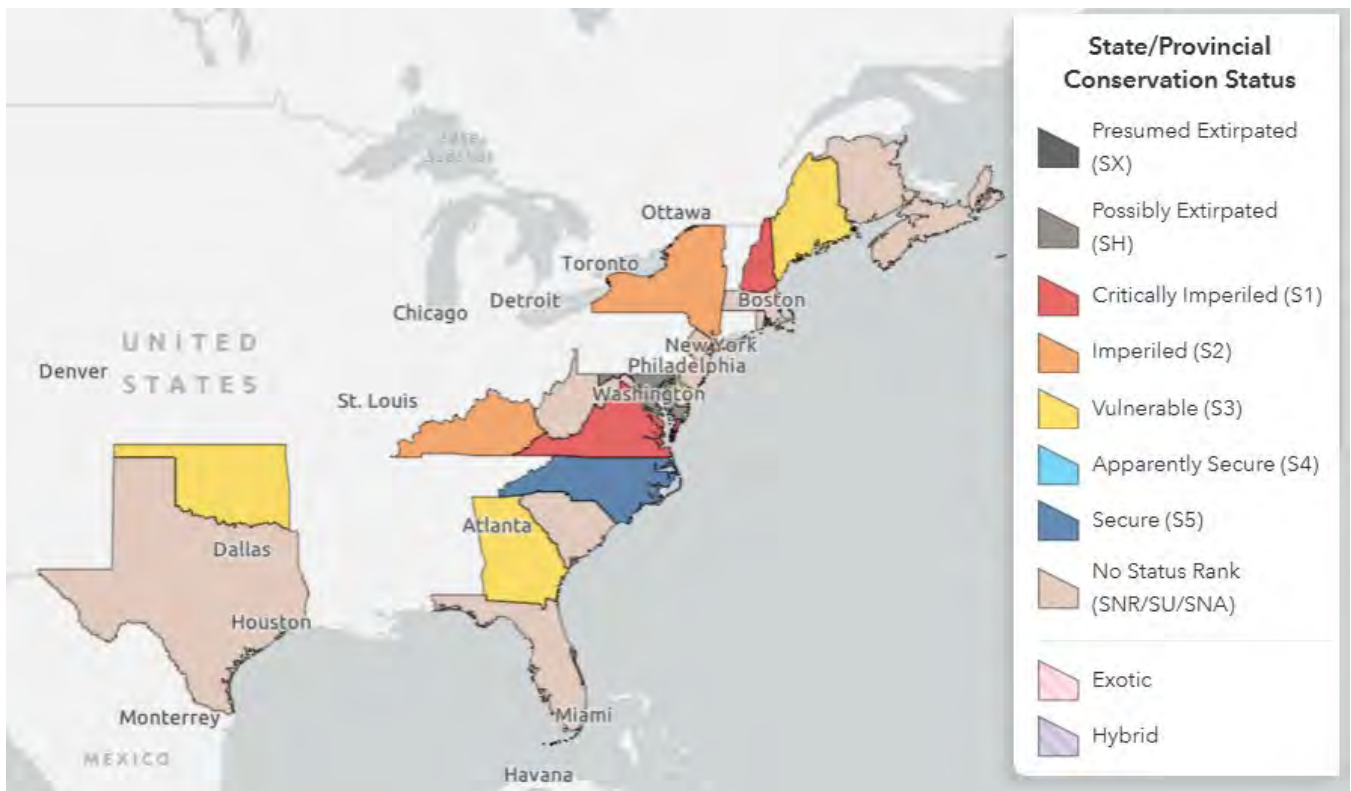 State/Provincial
Conservation Status
Presumed Extirpated
(SX)
Possibly Extirpated
(SH)
Critically Imperiled (S1)
Imperiled (S2)
Vulnerable (S3)
Apparently Secure (S4)
Secure (S5)
No Status Rank
(SNR/SU/SNA)
Exotic
Hybrid
Lake
Superior
Ottawa
Toronto
Boston
Detroit
Chicago
New York
UNITED
STATES
Philadelphia
Denver
Washington
St. Louis
Atlanta
Dallas
Houston
Monterrey
Miami
MEXICO
Havana